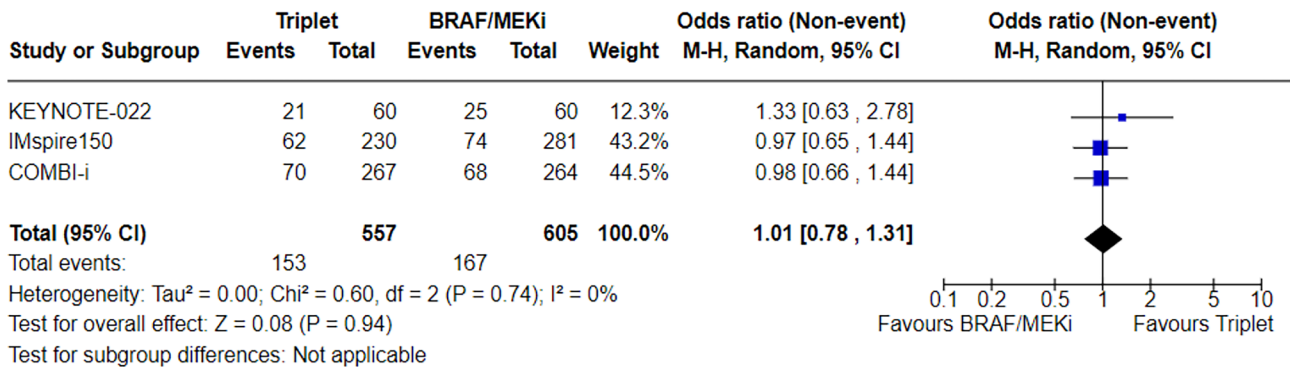 Triplet BRAF/MEKi Odds ratio (Non-event) Odds ratio (Non-event)
Study or Subgroup Events Total Events Total Weight M-H, Random, 95% CI M-H, Random, 95% CI
KEYNOTE-022 21 60 25 60 12.3% 1.33 [0.63 , 2.78]
IMspire150 62 230 74 281 43.2% 0.97 [0.65 , 1.44]
COMBI-i 70 267 68 264 44.5% 0.98 [0.66 , 1.44]
Total (95% CI) 557 605 100.0% 1.01 [0.78 , 1.31]
Total events: 153 167
Heterogeneity: Tau² = 0.00; Chi² = 0.60, df = 2 (P = 0.74); I² = 0%
0.1 0.2 0.5 1 2 5 10
Test for overall effect: Z = 0.08 (P = 0.94)
Favours BRAF/MEKi Favours Triplet
Test for subgroup differences: Not applicable